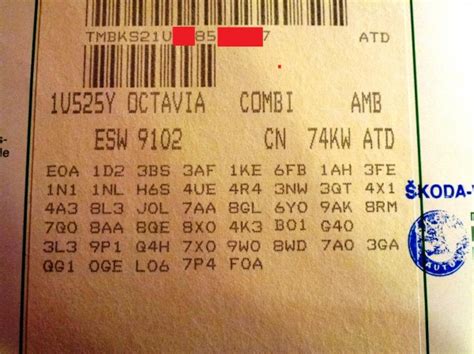 TMBKS21U 85 7 ATD
1U525Y OCTAVIA COMBI AMB
ESW 9102 CN 74KW ATD
E0A 1D2 3BS 3AF 1KE 6FB 1AH 3FE
1N1 1NL H6S 4UE 4R4 3NW 3QT 4X1
4A3 8L3 J0L 7AA 8GL 6Y0 9AK 8RM
7Q0 8AA 8QE 8X0 4K3 B01 G40
3L3 9P1 Q4H 7X0 9W0 8WD 7A0 3GA
QG1 0GE L06 7P4 F0A
ŠKODA-
AUTO